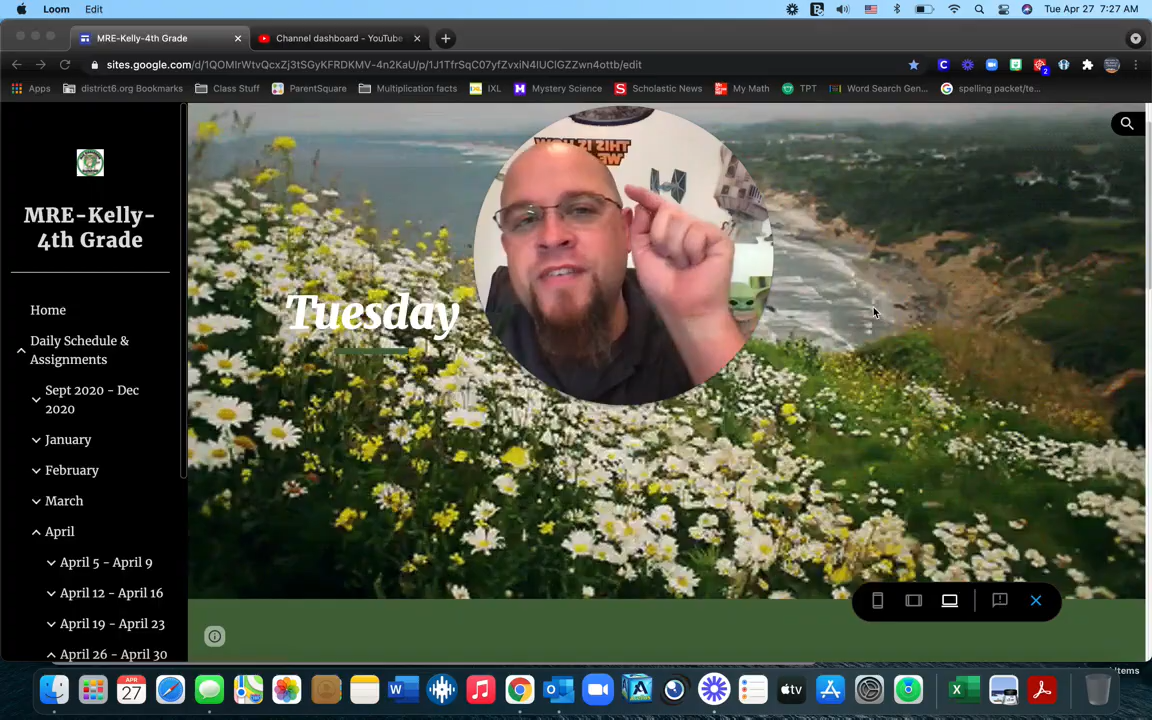 Loom Edit Tue Apr 27 7:27 AM
MRE-Kelly-4th Grade Channel dashboard - YouTube
sites.google.com/d/1QOMIrWtvQcxZj3tSGyKFRDKMV-4n2KaU/p/1J1TfrSqC07yfZvxiN4IUClGZZwn4ottb/edit
Apps district6.org Bookmarks Class Stuff ParentSquare Multiplication facts IXL Mystery Science Scholastic News My Math TPT Word Search Gen... spelling packet/te...
MRE-Kelly-
4th Grade
Home
Daily Schedule &
Assignments
Sept 2020 - Dec
2020
January
February
March
April
April 5 - April 9
April 12 - April 16
April 19 - April 23
April 26 - April 30
Tuesday
APR
27
tv